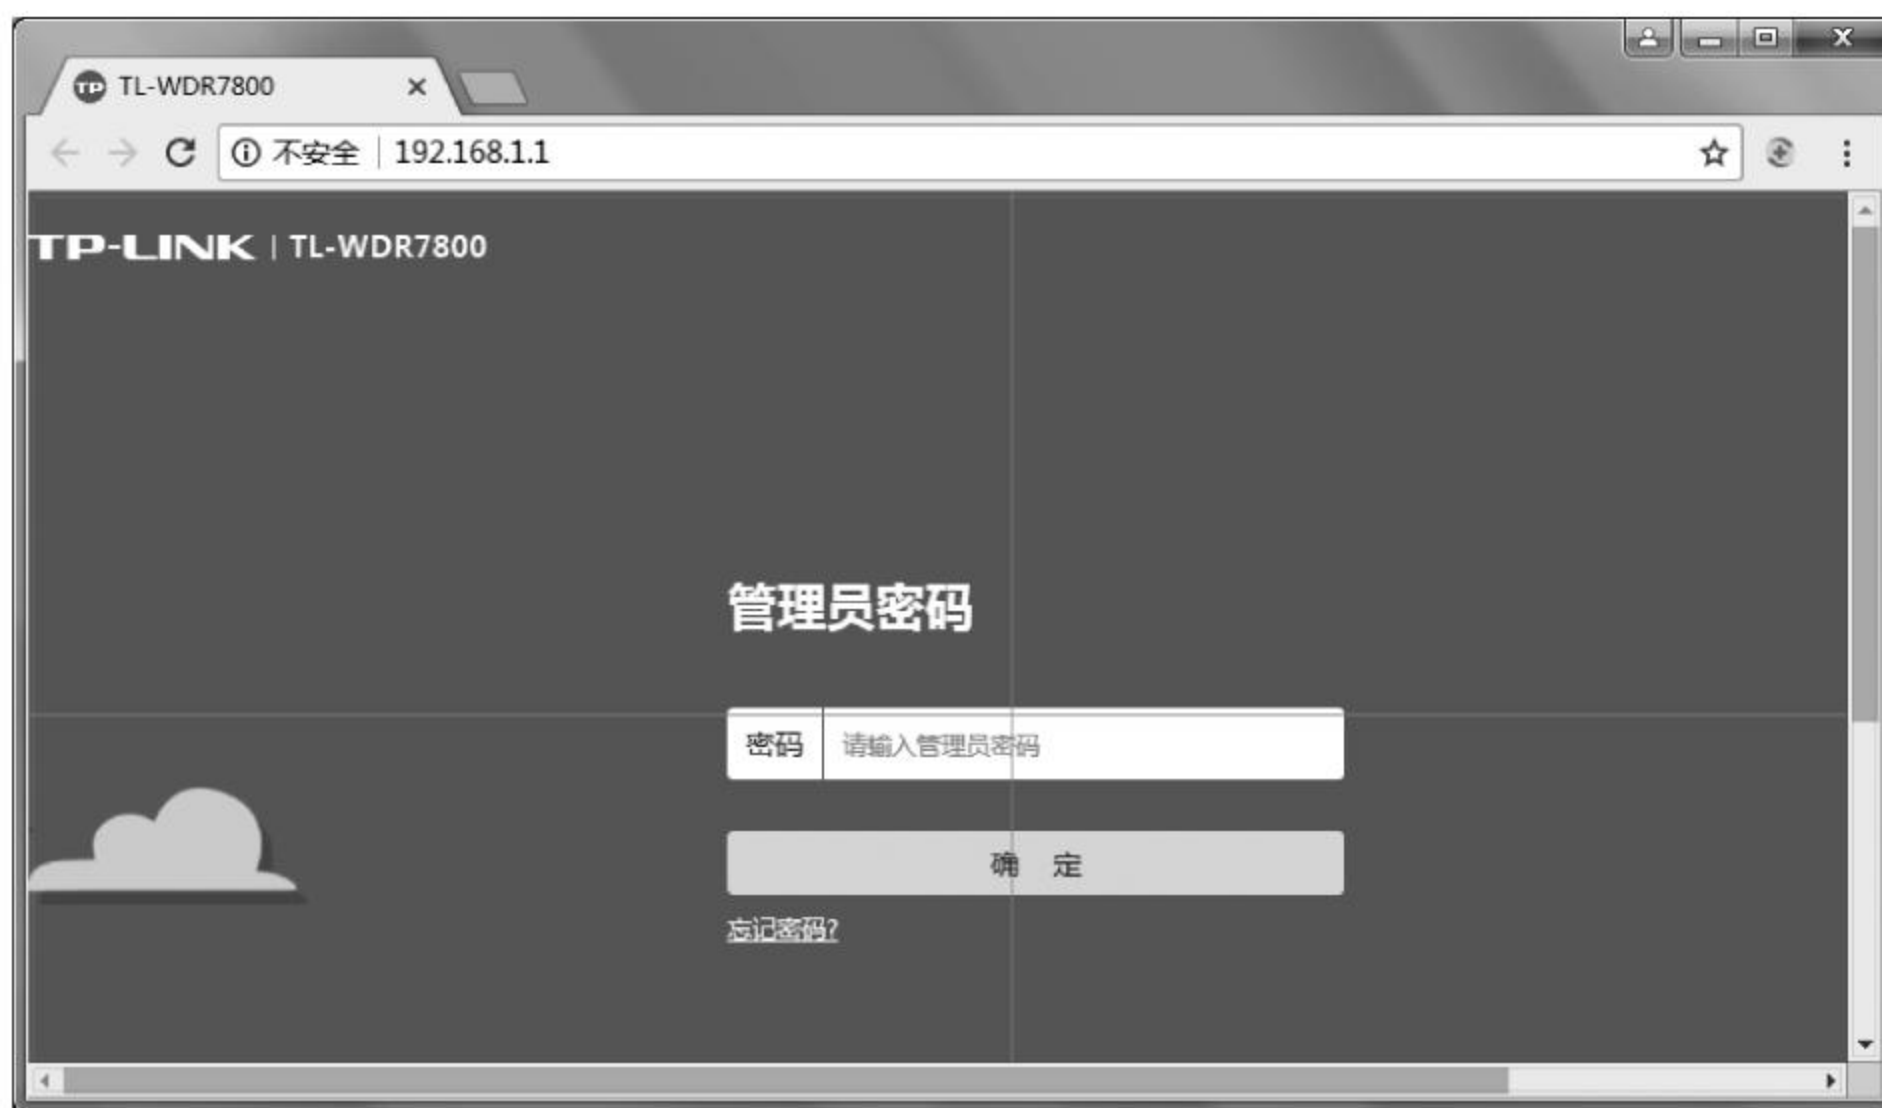 TP TL-WDR7800
不安全 | 192.168.1.1
TP-LINK | TL-WDR7800
管理员密码
密码 请输入管理员密码
确 定
忘记密码?